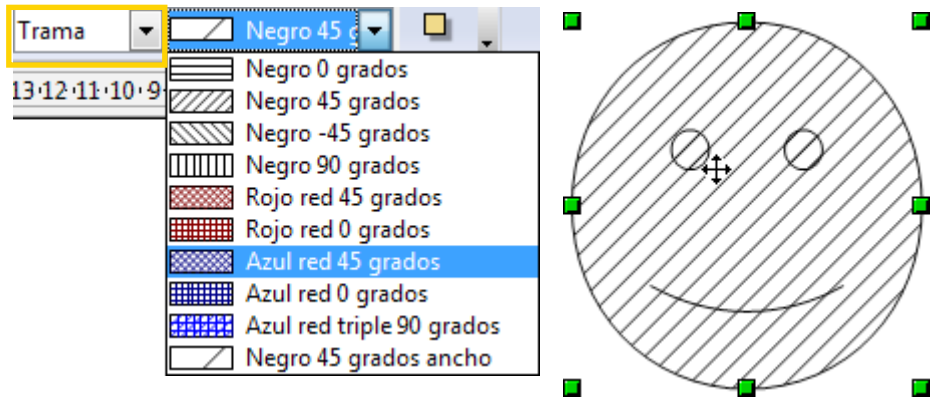 Trama
Negro 45 g
13·12·11·10·9·
Negro 0 grados
Negro 45 grados
Negro -45 grados
Negro 90 grados
Rojo red 45 grados
Rojo red 0 grados
Azul red 45 grados
Azul red 0 grados
Azul red triple 90 grados
Negro 45 grados ancho